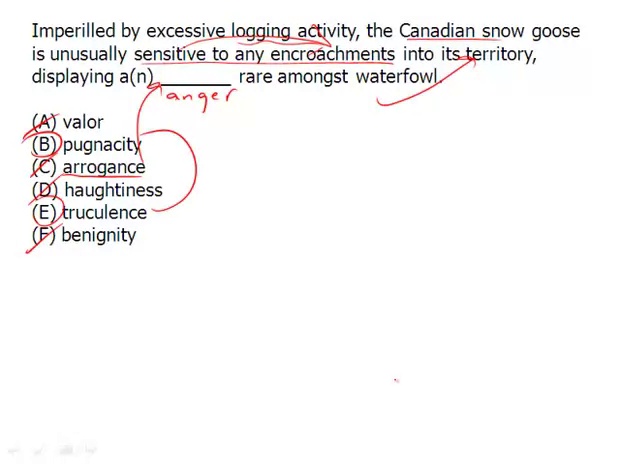 Imperilled by excessive logging activity, the Canadian snow goose
is unusually sensitive to any encroachments into its territory,
displaying a(n) ________ rare amongst waterfowl.
anger
(A) valor
(B) pugnacity
(C) arrogance
(D) haughtiness
(E) truculence
(F) benignity